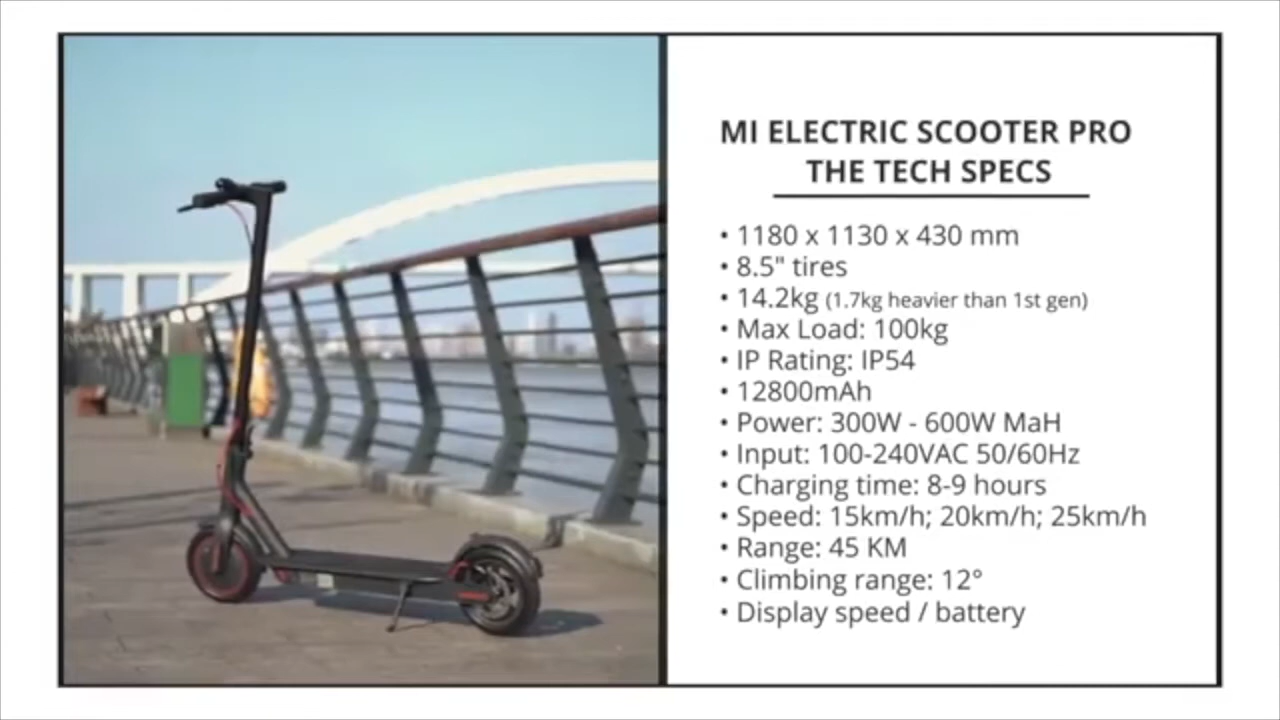 MI ELECTRIC SCOOTER PRO
THE TECH SPECS
• 1180 x 1130 x 430 mm
• 8.5" tires
• 14.2kg (1.7kg heavier than 1st gen)
• Max Load: 100kg
• IP Rating: IP54
• 12800mAh
• Power: 300W - 600W MaH
• Input: 100-240VAC 50/60Hz
• Charging time: 8-9 hours
• Speed: 15km/h; 20km/h; 25km/h
• Range: 45 KM
• Climbing range: 12°
• Display speed / battery